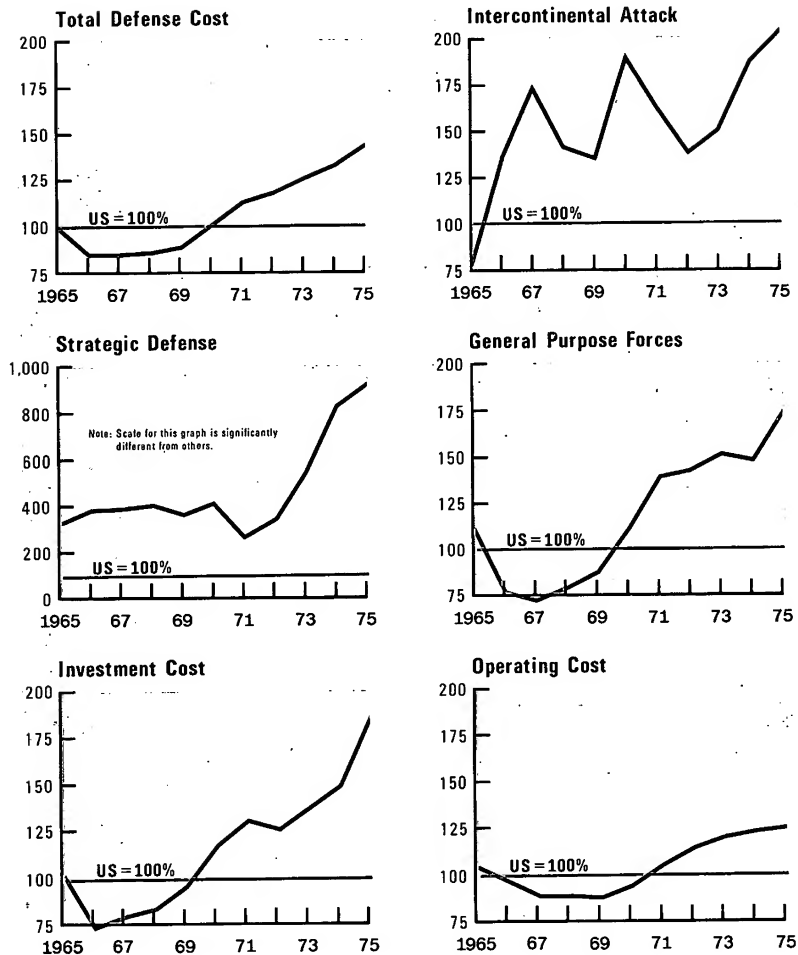 Total Defense Cost
200
175
150
125
100
75
US = 100%
1965 67 69 71 73 75
Intercontinental Attack
200
175
150
125
100
75
US = 100%
1965 67 69 71 73 75
Strategic Defense
1,000
800
600
400
200
0
Note: Scale for this graph is significantly
different from others.
US = 100%
1965 67 69 71 73 75
General Purpose Forces
200
175
150
125
100
75
US = 100%
1965 67 69 71 73 75
Investment Cost
200
175
150
125
100
75
US = 100%
1965 67 69 71 73 75
Operating Cost
200
175
150
125
100
75
US = 100%
1965 67 69 71 73 75